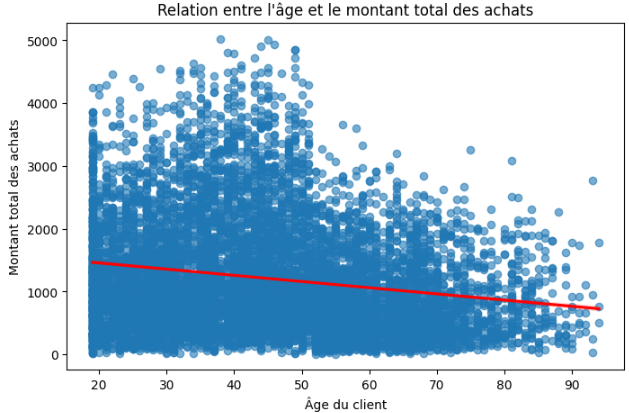 Relation entre l'âge et le montant total des achats
Montant total des achats
5000
4000
3000
2000
1000
0
20 30 40 50 60 70 80 90
Âge du client